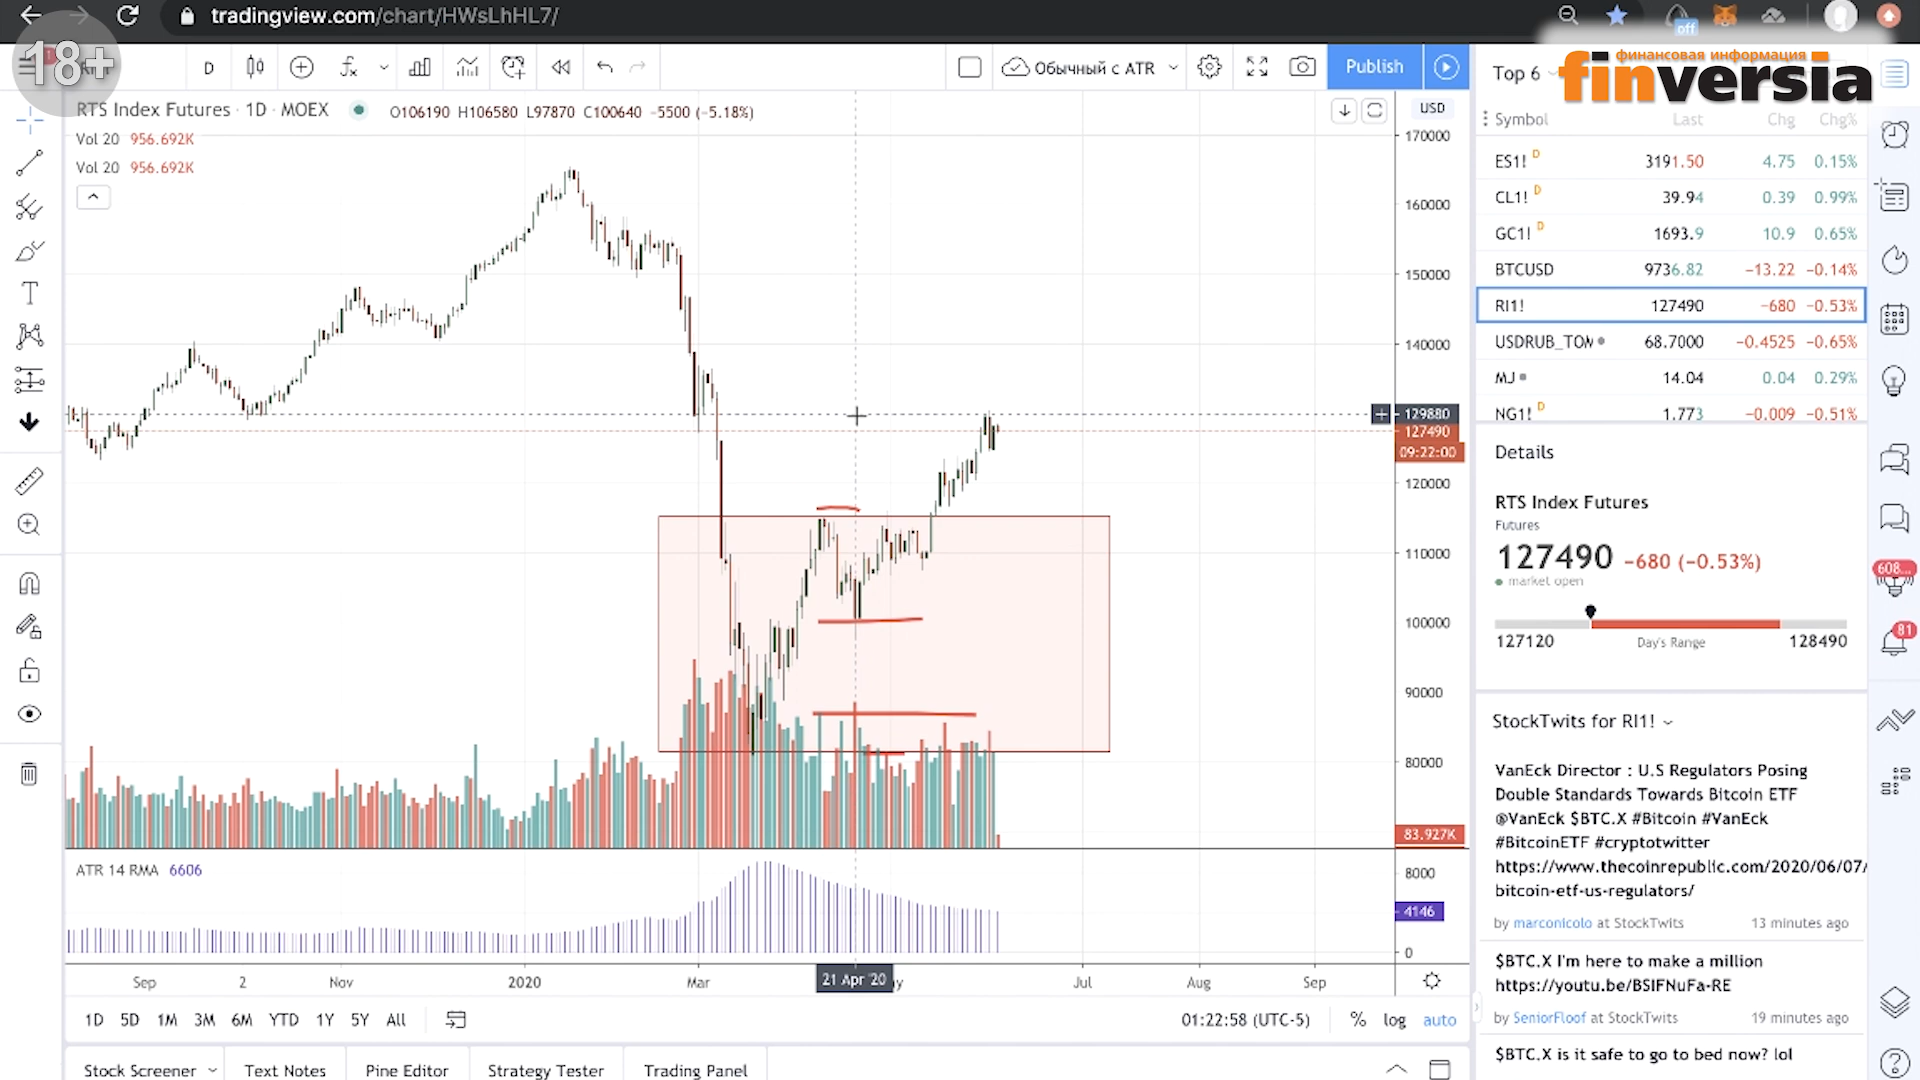 tradingview.com/chart/HWsLhHL7/
off
18+
D
Обычный с ATR
Publish
Top 6
финансовая информация
finversia
RTS Index Futures · 1D · MOEX
O106190 H106580 L97870 C100640 −5500 (−5.18%)
USD
Vol 20 956.692K
Vol 20 956.692K
170000
160000
150000
140000
129880
127490
09:22:00
120000
110000
100000
90000
80000
83.927K
ATR 14 RMA 6606
8000
4146
0
Sep
2
Nov
2020
Mar
21 Apr '20
Jul
Aug
Sep
1D 5D 1M 3M 6M YTD 1Y 5Y All
01:22:58 (UTC-5)
% log auto
Stock Screener
Text Notes
Pine Editor
Strategy Tester
Trading Panel
Symbol Last Chg Chg%
ES1! D 3191.50 4.75 0.15%
CL1! D 39.94 0.39 0.99%
GC1! D 1693.9 10.9 0.65%
BTCUSD 9736.82 −13.22 −0.14%
RI1! 127490 −680 −0.53%
USDRUB_TOM 68.7000 −0.4525 −0.65%
MJ 14.04 0.04 0.29%
NG1! D 1.773 −0.009 −0.51%
Details
RTS Index Futures
Futures
127490 −680 (−0.53%)
market open
127120 Day's Range 128490
StockTwits for RI1!
VanEck Director : U.S Regulators Posing
Double Standards Towards Bitcoin ETF
@VanEck $BTC.X #Bitcoin #VanEck
#BitcoinETF #cryptotwitter
https://www.thecoinrepublic.com/2020/06/07/
bitcoin-etf-us-regulators/
by marconicolo at StockTwits 13 minutes ago
$BTC.X I'm here to make a million
https://youtu.be/BSIFNuFa-RE
by SeniorFloof at StockTwits 19 minutes ago
$BTC.X is it safe to go to bed now? lol
608...
81